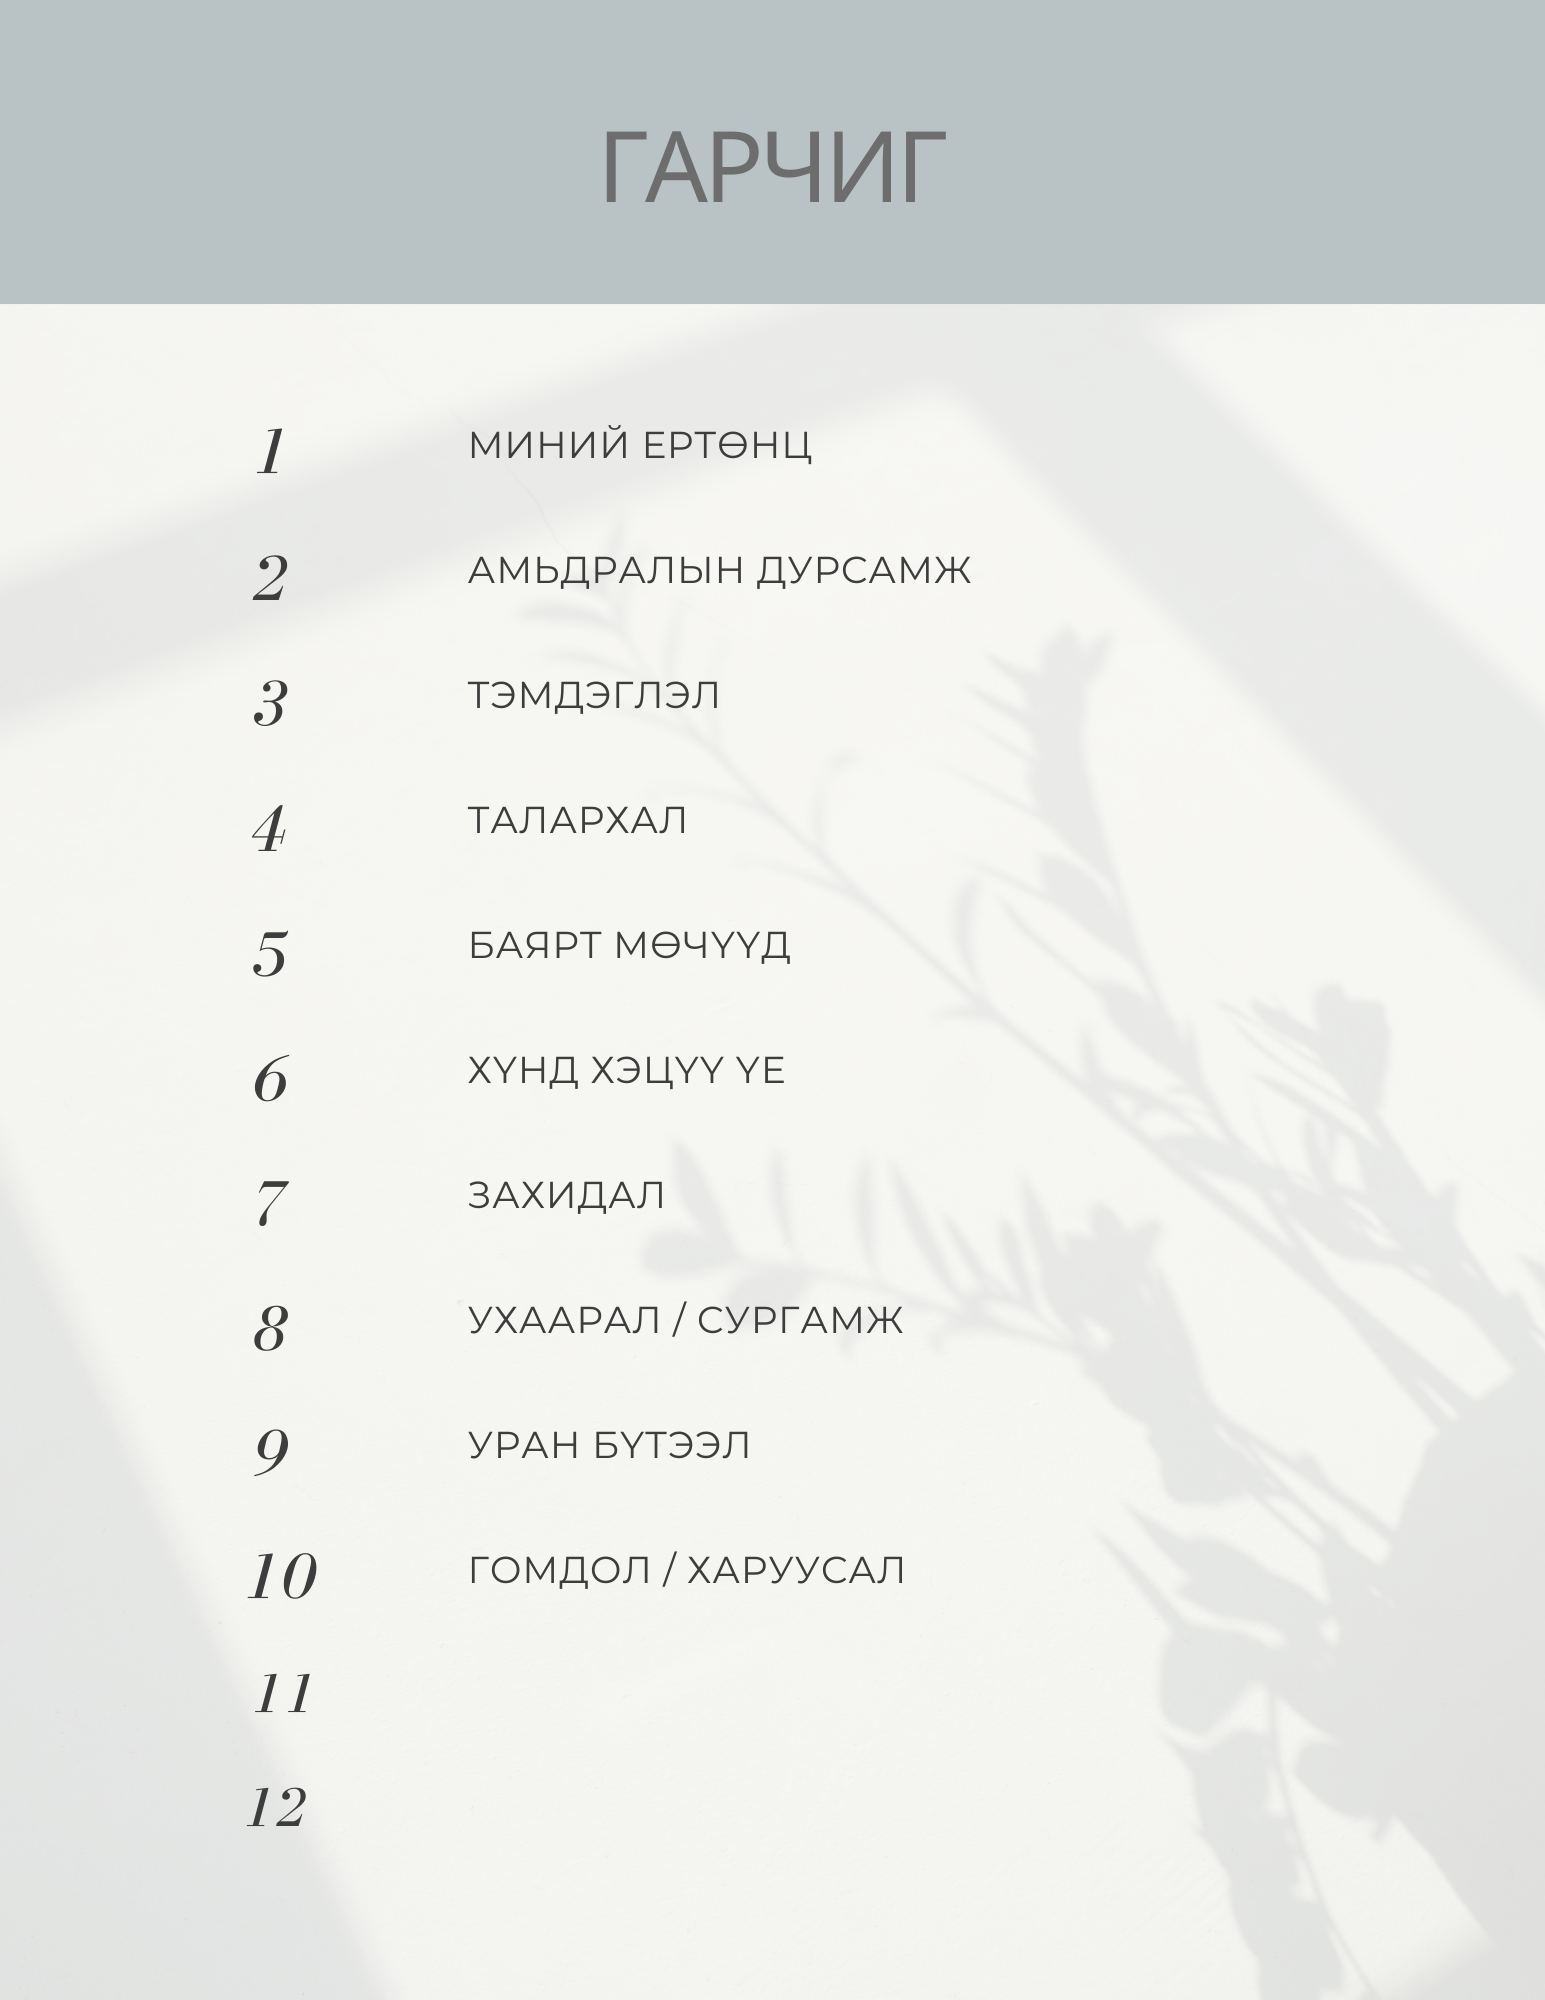 ГАРЧИГ
1 МИНИЙ ЕРТӨНЦ
2 АМЬДРАЛЫН ДУРСАМЖ
3 ТЭМДЭГЛЭЛ
4 ТАЛАРХАЛ
5 БАЯРТ МӨЧҮҮД
6 ХҮНД ХЭЦҮҮ ҮЕ
7 ЗАХИДАЛ
8 УХААРАЛ / СУРГАМЖ
9 УРАН БҮТЭЭЛ
10 ГОМДОЛ / ХАРУУСАЛ
11
12